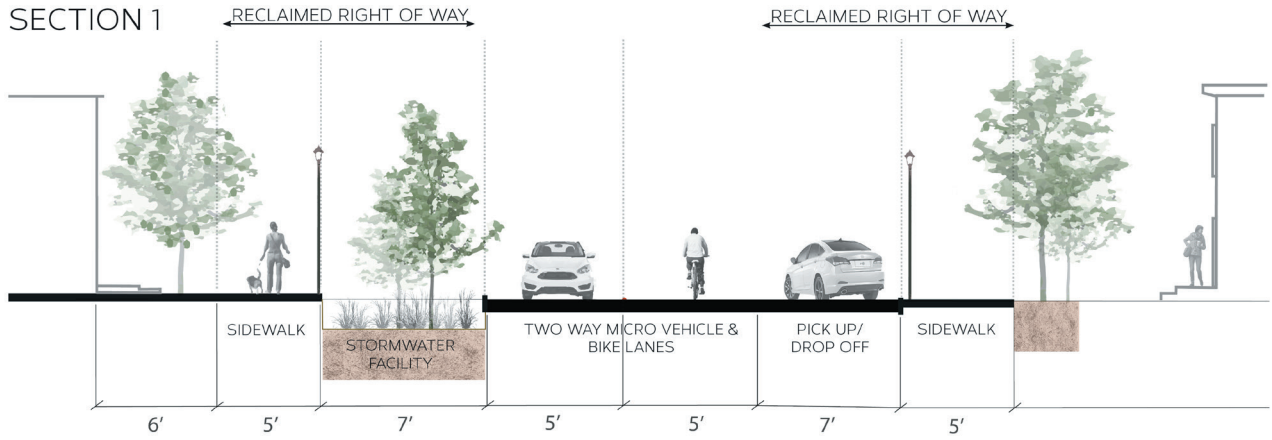 SECTION 1
RECLAIMED RIGHT OF WAY
RECLAIMED RIGHT OF WAY
SIDEWALK
STORMWATER
FACILITY
TWO WAY MICRO VEHICLE &
BIKE LANES
PICK UP/
DROP OFF
SIDEWALK
6'
5'
7'
5'
5'
7'
5'